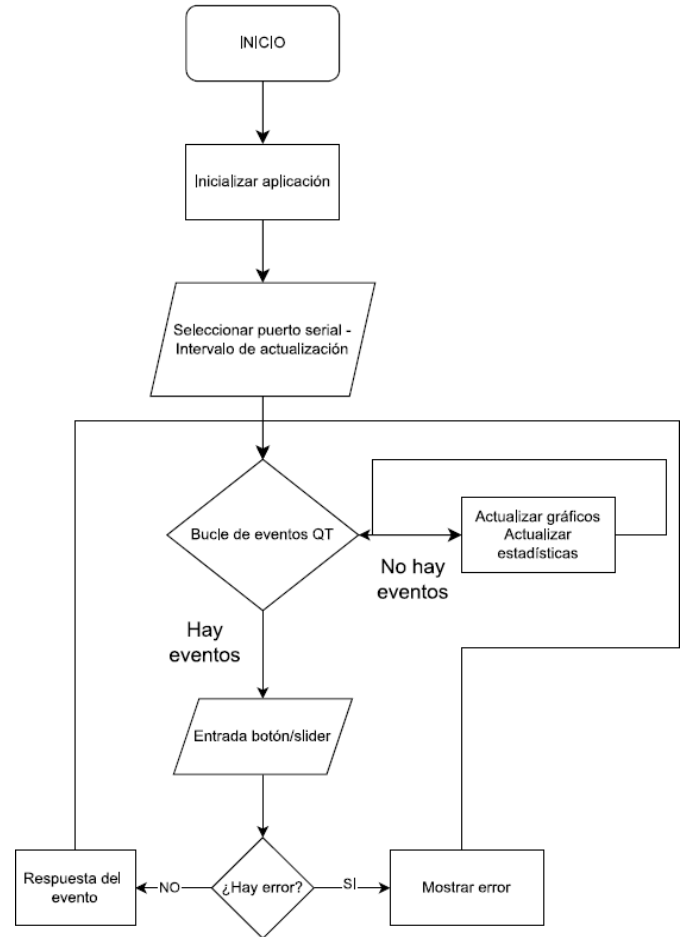 INICIO
Inicializar aplicación
Seleccionar puerto serial -
Intervalo de actualización
Bucle de eventos QT
No hay
eventos
Actualizar gráficos
Actualizar
estadísticas
Hay
eventos
Entrada botón/slider
¿Hay error?
NO
SI
Respuesta del
evento
Mostrar error